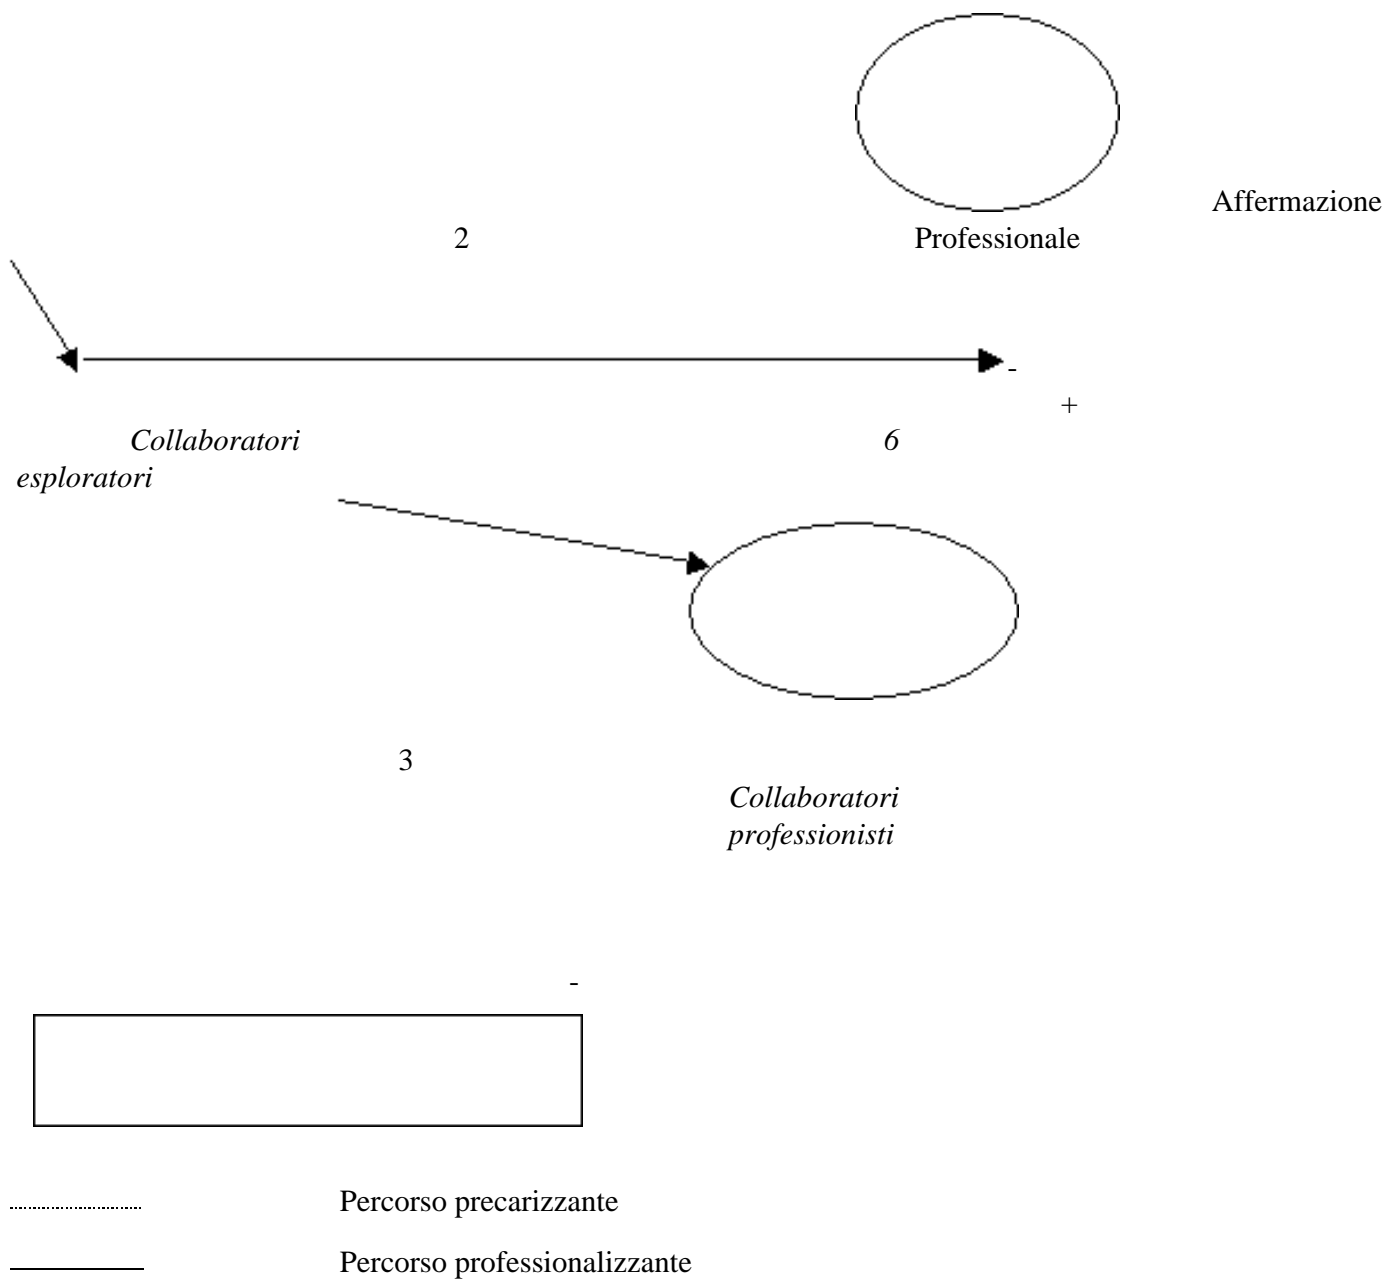 Affermazione
2 Professionale
-
+
Collaboratori 6
esploratori
3
Collaboratori
professionisti
-
Percorso precarizzante
Percorso professionalizzante